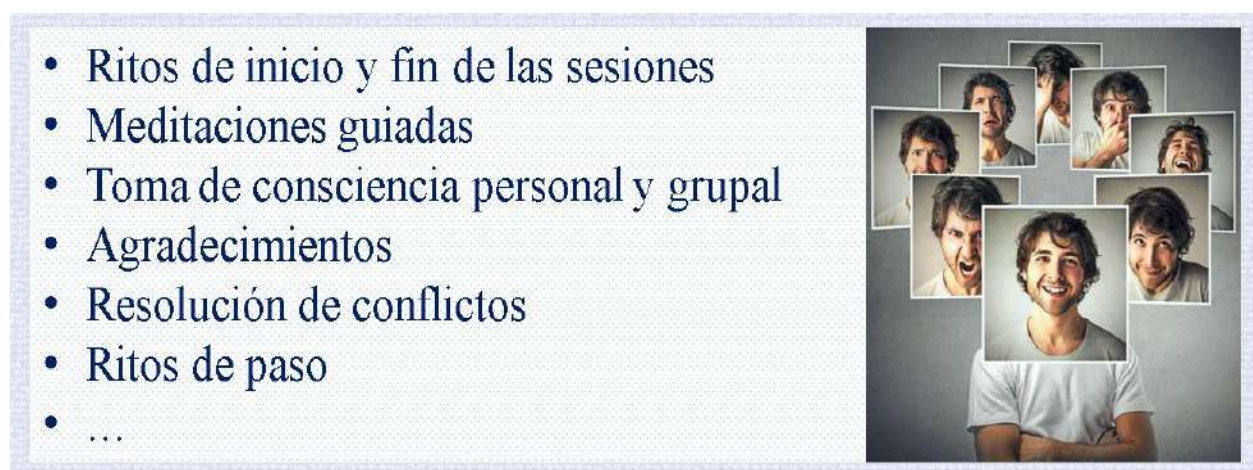 • Ritos de inicio y fin de las sesiones
• Meditaciones guiadas
• Toma de consciencia personal y grupal
• Agradecimientos
• Resolución de conflictos
• Ritos de paso
• ...